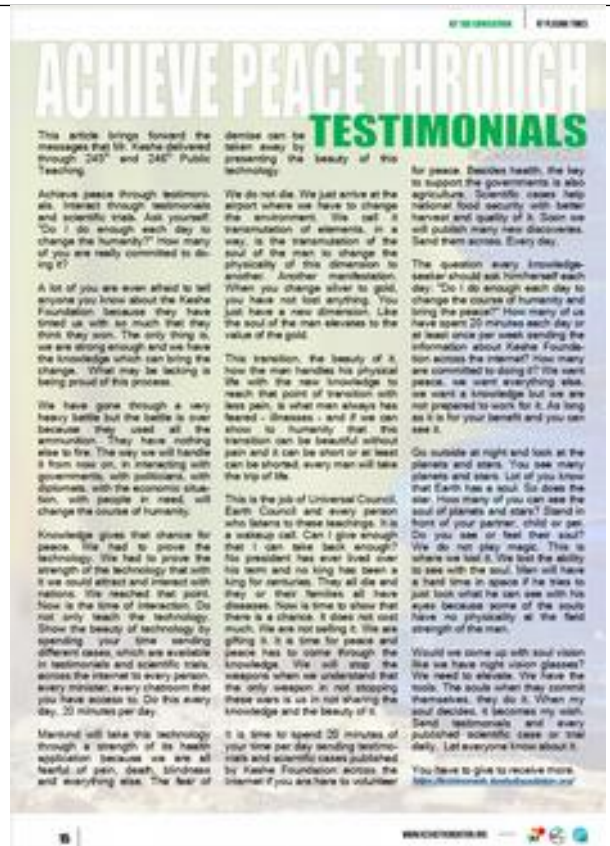 KF THE FOUNDATION
KF PLASMA TIMES
ACHIEVE PEACE THROUGH
TESTIMONIALS
This article brings forward the
messages that Mr. Keshe delivered
through 245th and 246th Public
Teaching.
Achieve peace through testimoni-
als. Interact through testimonials
and scientific trials. Ask yourself:
"Do I do enough each day to
change the humanity?" How many
of you are really committed to do-
ing it?
A lot of you are even afraid to tell
anyone you know about the Keshe
Foundation because they have
tinted us with so much that they
think they won. The only thing is,
we are strong enough and we have
the knowledge which can bring the
change. What may be lacking is
being proud of this process.
We have gone through a very
heavy battle but the battle is over
because they used all the
ammunition. They have nothing
else to fire. The way we will handle
it from now on, in interacting with
governments, with politicians, with
diplomats, with the economic situa-
tion, with people in need, will
change the course of humanity.
Knowledge gives that chance for
peace. We had to prove the
technology. We had to prove the
strength of the technology that with
it we could attract and interact with
nations. We reached that point.
Now is the time of interaction. Do
not only teach the technology.
Show the beauty of technology by
spending your time sending
different cases, which are available
in testimonials and scientific trials,
across the internet to every person,
every minister, every chatroom that
you have access to. Do this every
day, 20 minutes per day.
Mankind will take this technology
through a strength of its health
application because we are all
fearful of pain, death, blindness
and everything else. The fear of
demise can be
taken away by
presenting the beauty of this
technology.
We do not die. We just arrive at the
airport where we have to change
the environment. We call it
transmutation of elements, in a
way, is the transmutation of the
soul of the man to change the
physicality of this dimension to
another. Another manifestation.
When you change silver to gold,
you have not lost anything. You
just have a new dimension. Like
the soul of the man elevates to the
value of the gold.
This transition, the beauty of it,
how the man handles his physical
life with the new knowledge to
reach that point of transition with
less pain, is what man always has
feared - illnesses - and if we can
show to humanity that this
transition can be beautiful without
pain and it can be short or at least
can be shorted, every man will take
the trip of life.
This is the job of Universal Council,
Earth Council and every person
who listens to these teachings. It is
a wakeup call. Can I give enough
that I can take back enough?
No president has ever lived over
his term and no king has been a
king for centuries. They all die and
they or their families all have
diseases. Now is time to show that
there is a chance. It does not cost
much. We are not selling it. We are
gifting it. It is time for peace and
peace has to come through the
knowledge. We will stop the
weapons when we understand that
the only weapon in not stopping
these wars is us in not sharing the
knowledge and the beauty of it.
It is time to spend 20 minutes of
your time per day sending testimo-
nials and scientific cases published
by Keshe Foundation across the
internet if you are here to volunteer
for peace. Besides health, the key
to support the governments is also
agriculture. Scientific cases help
national food security with better
harvest and quality of it. Soon we
will publish many new discoveries.
Send them across. Every day.
The question every knowledge-
seeker should ask him/herself each
day: "Do I do enough each day to
change the course of humanity and
bring the peace?" How many of us
have spent 20 minutes each day or
at least once per week sending the
information about Keshe Founda-
tion across the internet? How many
are committed to doing it? We want
peace, we want everything else,
we want a knowledge but we are
not prepared to work for it. As long
as it is for your benefit and you can
see it.
Go outside at night and look at the
planets and stars. You see many
planets and stars. Lot of you know
that man has a soul. So does the
star. How many of you can see the
soul of planets and stars? Stand in
front of your partner, child or pet.
Do you see or feel their soul?
We do not play magic. This is
where we lost it. We lost the ability
to see with the soul. Men will have
a hard time in space if he tries to
just look what he can see with his
eyes because some of the souls
have no physicality at the field
strength of the man.
Would we come up with soul vision
like we have night vision glasses?
We need to elevate. We have the
tools. The souls when they commit
themselves, they do it. When my
soul decides, it becomes my wish.
Send testimonials and every
published scientific case or trial
daily. Let everyone know about it.
You have to give to receive more.
WWW.KESHEFOUNDATION.ORG